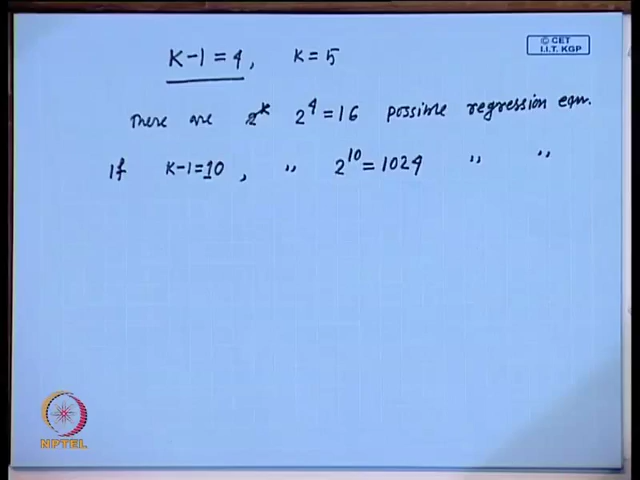 © CET
I.I.T. KGP
K-1 = 4, K = 5
There are 2^4 = 16 possible regression eqn.
If K-1 = 10, " 2^10 = 1024 " "
NPTEL